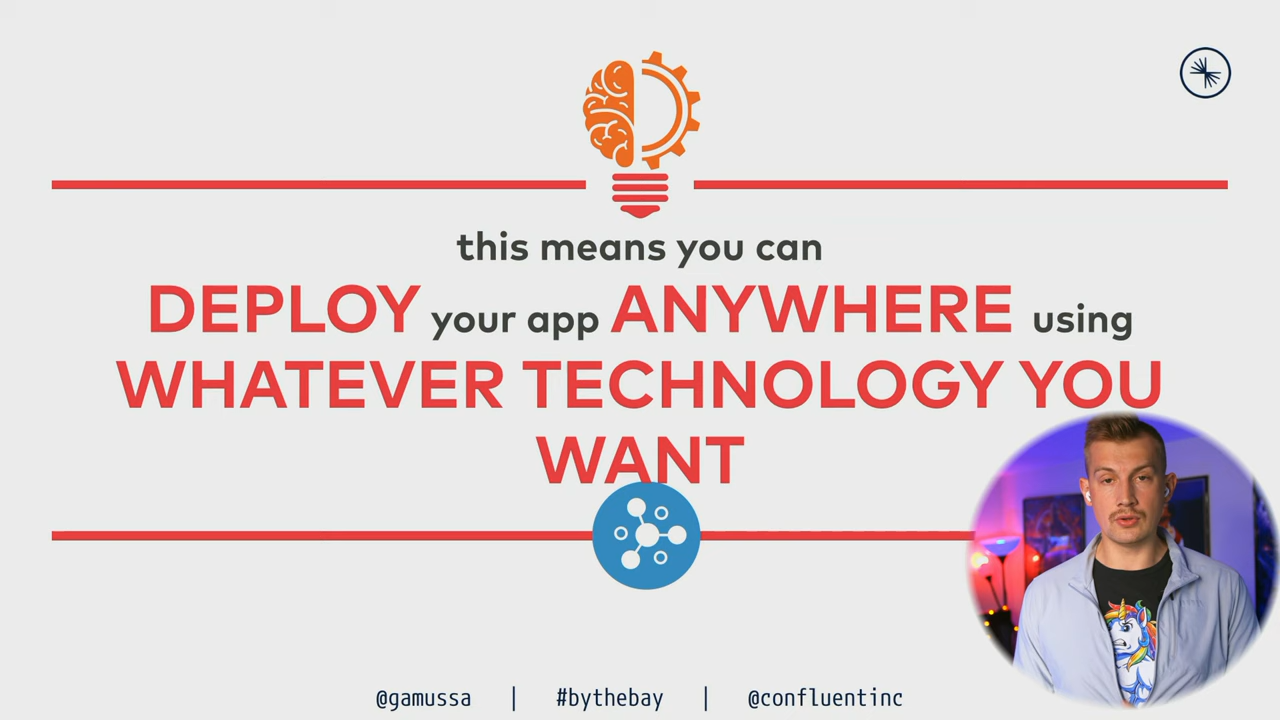 this means you can
DEPLOY your app ANYWHERE using
WHATEVER TECHNOLOGY YOU
WANT
@gamussa | #bythebay | @confluentinc